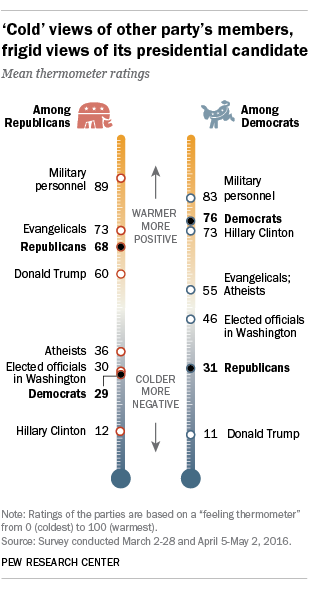 ‘Cold’ views of other party’s members,
frigid views of its presidential candidate
Mean thermometer ratings
Among
Republicans
Among
Democrats
Military
personnel 89
Evangelicals 73
Republicans 68
Donald Trump 60
Atheists 36
Elected officials 30
in Washington
Democrats 29
Hillary Clinton 12
WARMER
MORE
POSITIVE
COLDER
MORE
NEGATIVE
83 Military
personnel
76 Democrats
73 Hillary Clinton
55 Evangelicals;
Atheists
46 Elected officials
in Washington
31 Republicans
11 Donald Trump
Note: Ratings of the parties are based on a “feeling thermometer”
from 0 (coldest) to 100 (warmest).
Source: Survey conducted March 2-28 and April 5-May 2, 2016.
PEW RESEARCH CENTER